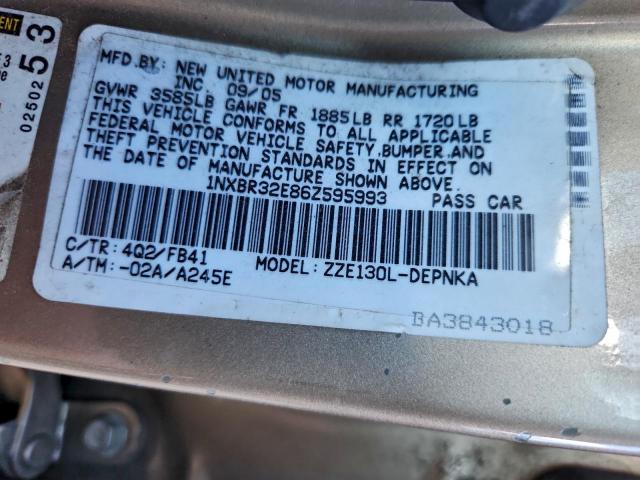 MFD.BY: NEW UNITED MOTOR MANUFACTURING
INC. 09/05
GVWR 3585LB GAWR FR 1885LB RR 1720LB
THIS VEHICLE CONFORMS TO ALL APPLICABLE
FEDERAL MOTOR VEHICLE SAFETY,BUMPER,AND
THEFT PREVENTION STANDARDS IN EFFECT ON
THE DATE OF MANUFACTURE SHOWN ABOVE.
1NXBR32E86Z595993 PASS CAR
C/TR: 4Q2/FB41
A/TM: -02A/A245E MODEL: ZZE130L-DEPNKA
BA3843018
02502 53